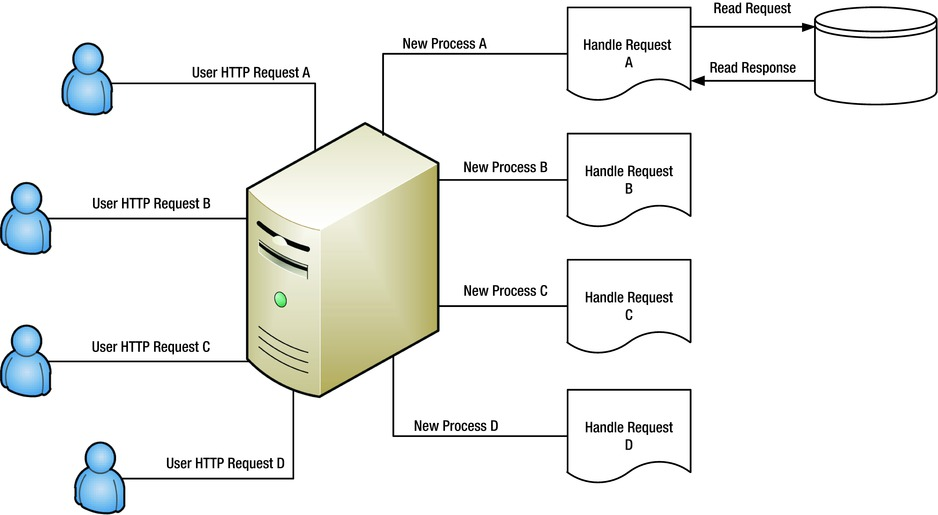 Read Request
New Process A
Handle Request
A
Read Response
User HTTP Request A
New Process B
Handle Request
B
User HTTP Request B
New Process C
Handle Request
C
User HTTP Request C
New Process D
Handle Request
D
User HTTP Request D